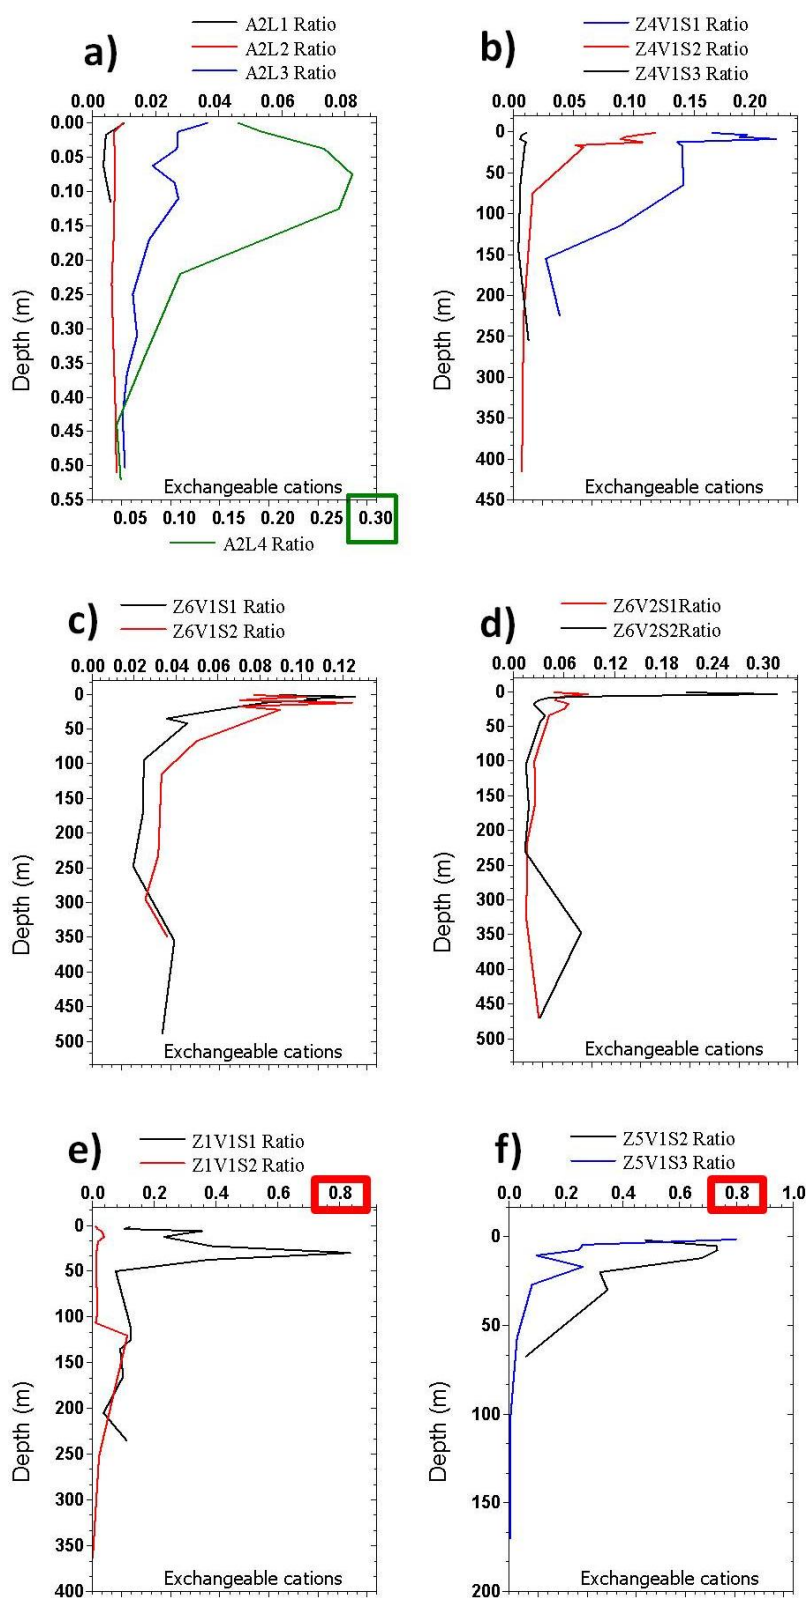 a)
A2L1 Ratio
A2L2 Ratio
A2L3 Ratio
0.00 0.02 0.04 0.06 0.08
0.00
0.05
0.10
0.15
0.20
0.25
0.30
0.35
0.40
0.45
0.50
0.55
Depth (m)
Exchangeable cations
0.05 0.10 0.15 0.20 0.25 0.30
A2L4 Ratio
b)
Z4V1S1 Ratio
Z4V1S2 Ratio
Z4V1S3 Ratio
0.00 0.05 0.10 0.15 0.20
0
50
100
150
200
250
300
350
400
450
Depth (m)
Exchangeable cations
c)
Z6V1S1 Ratio
Z6V1S2 Ratio
0.00 0.02 0.04 0.06 0.08 0.10 0.12
0
50
100
150
200
250
300
350
400
450
500
Depth (m)
Exchangeable cations
d)
Z6V2S1Ratio
Z6V2S2Ratio
0.00 0.06 0.12 0.18 0.24 0.30
0
50
100
150
200
250
300
350
400
450
500
Depth (m)
Exchangeable cations
e)
Z1V1S1 Ratio
Z1V1S2 Ratio
0.0 0.2 0.4 0.6 0.8
0
50
100
150
200
250
300
350
400
Depth (m)
Exchangeable cations
f)
Z5V1S2 Ratio
Z5V1S3 Ratio
0.0 0.2 0.4 0.6 0.8 1.0
0
50
100
150
200
Depth (m)
Exchangeable cations